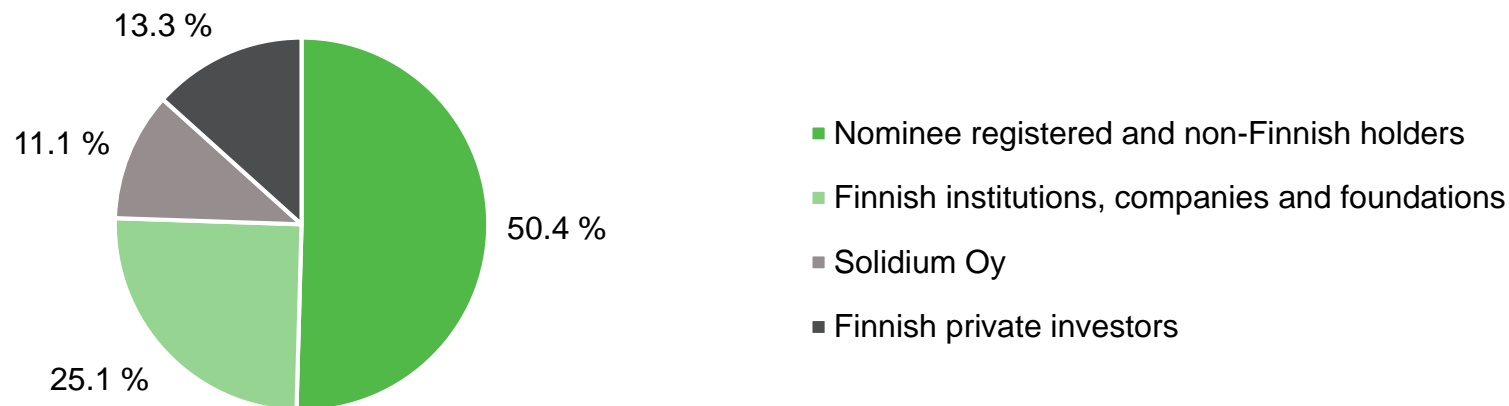 13.3 %
11.1 %
50.4 %
25.1 %
Nominee registered and non-Finnish holders
Finnish institutions, companies and foundations
Solidium Oy
Finnish private investors